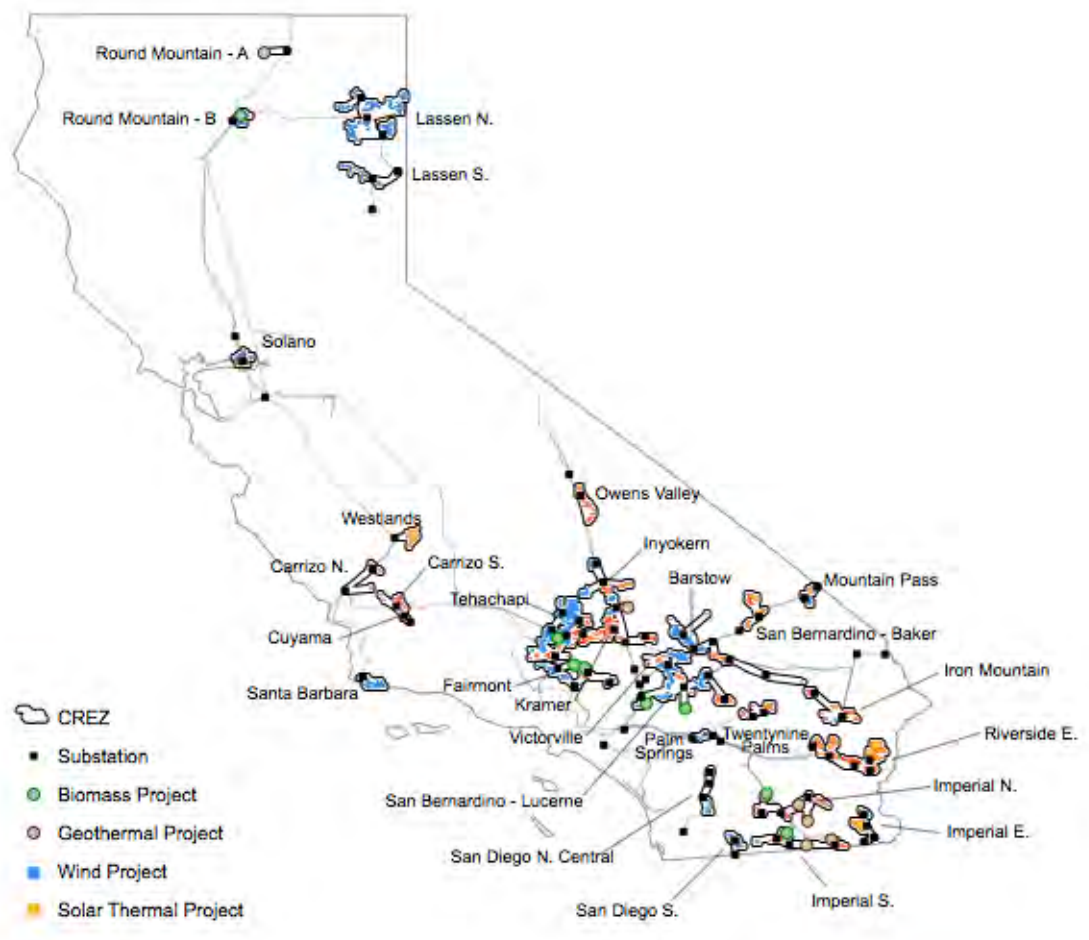 Round Mountain - A
Round Mountain - B
Lassen N.
Lassen S.
Solano
Owens Valley
Westlands
Inyokern
Carrizo N.
Carrizo S.
Barstow
Mountain Pass
Tehachapi
Cuyama
San Bernardino - Baker
Iron Mountain
Santa Barbara
Fairmont
Kramer
CREZ
Victorville
Palm
Springs
Twentynine
Palms
Riverside E.
Substation
Biomass Project
San Bernardino - Lucerne
Imperial N.
Geothermal Project
Imperial E.
San Diego N. Central
Wind Project
Imperial S.
San Diego S.
Solar Thermal Project